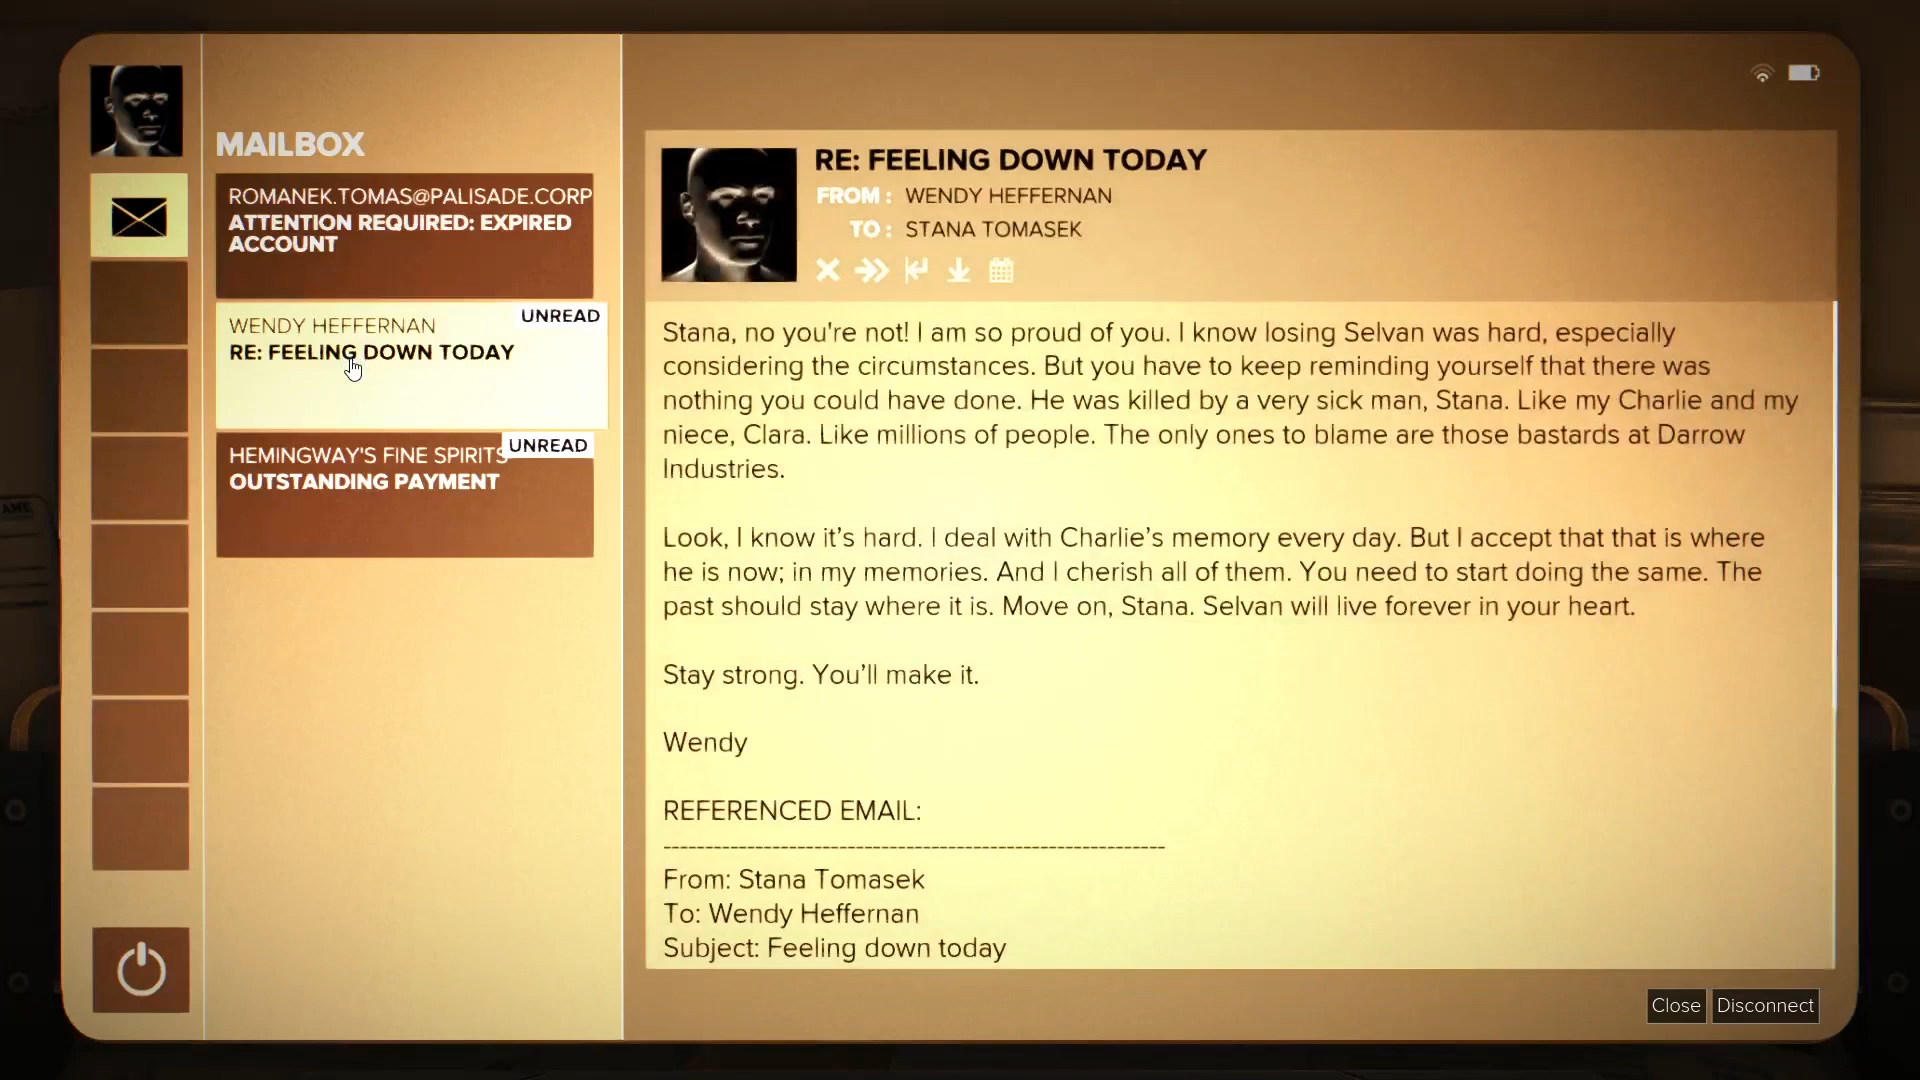 MAILBOX
ROMANEK.TOMAS@PALISADE.CORP
ATTENTION REQUIRED: EXPIRED
ACCOUNT
UNREAD
WENDY HEFFERNAN
RE: FEELING DOWN TODAY
UNREAD
HEMINGWAY'S FINE SPIRITS
OUTSTANDING PAYMENT
RE: FEELING DOWN TODAY
FROM : WENDY HEFFERNAN
TO : STANA TOMASEK
Stana, no you're not! I am so proud of you. I know losing Selvan was hard, especially
considering the circumstances. But you have to keep reminding yourself that there was
nothing you could have done. He was killed by a very sick man, Stana. Like my Charlie and my
niece, Clara. Like millions of people. The only ones to blame are those bastards at Darrow
Industries.
Look, I know it’s hard. I deal with Charlie’s memory every day. But I accept that that is where
he is now; in my memories. And I cherish all of them. You need to start doing the same. The
past should stay where it is. Move on, Stana. Selvan will live forever in your heart.
Stay strong. You’ll make it.
Wendy
REFERENCED EMAIL:
------------------------------------------------------------
From: Stana Tomasek
To: Wendy Heffernan
Subject: Feeling down today
Close Disconnect